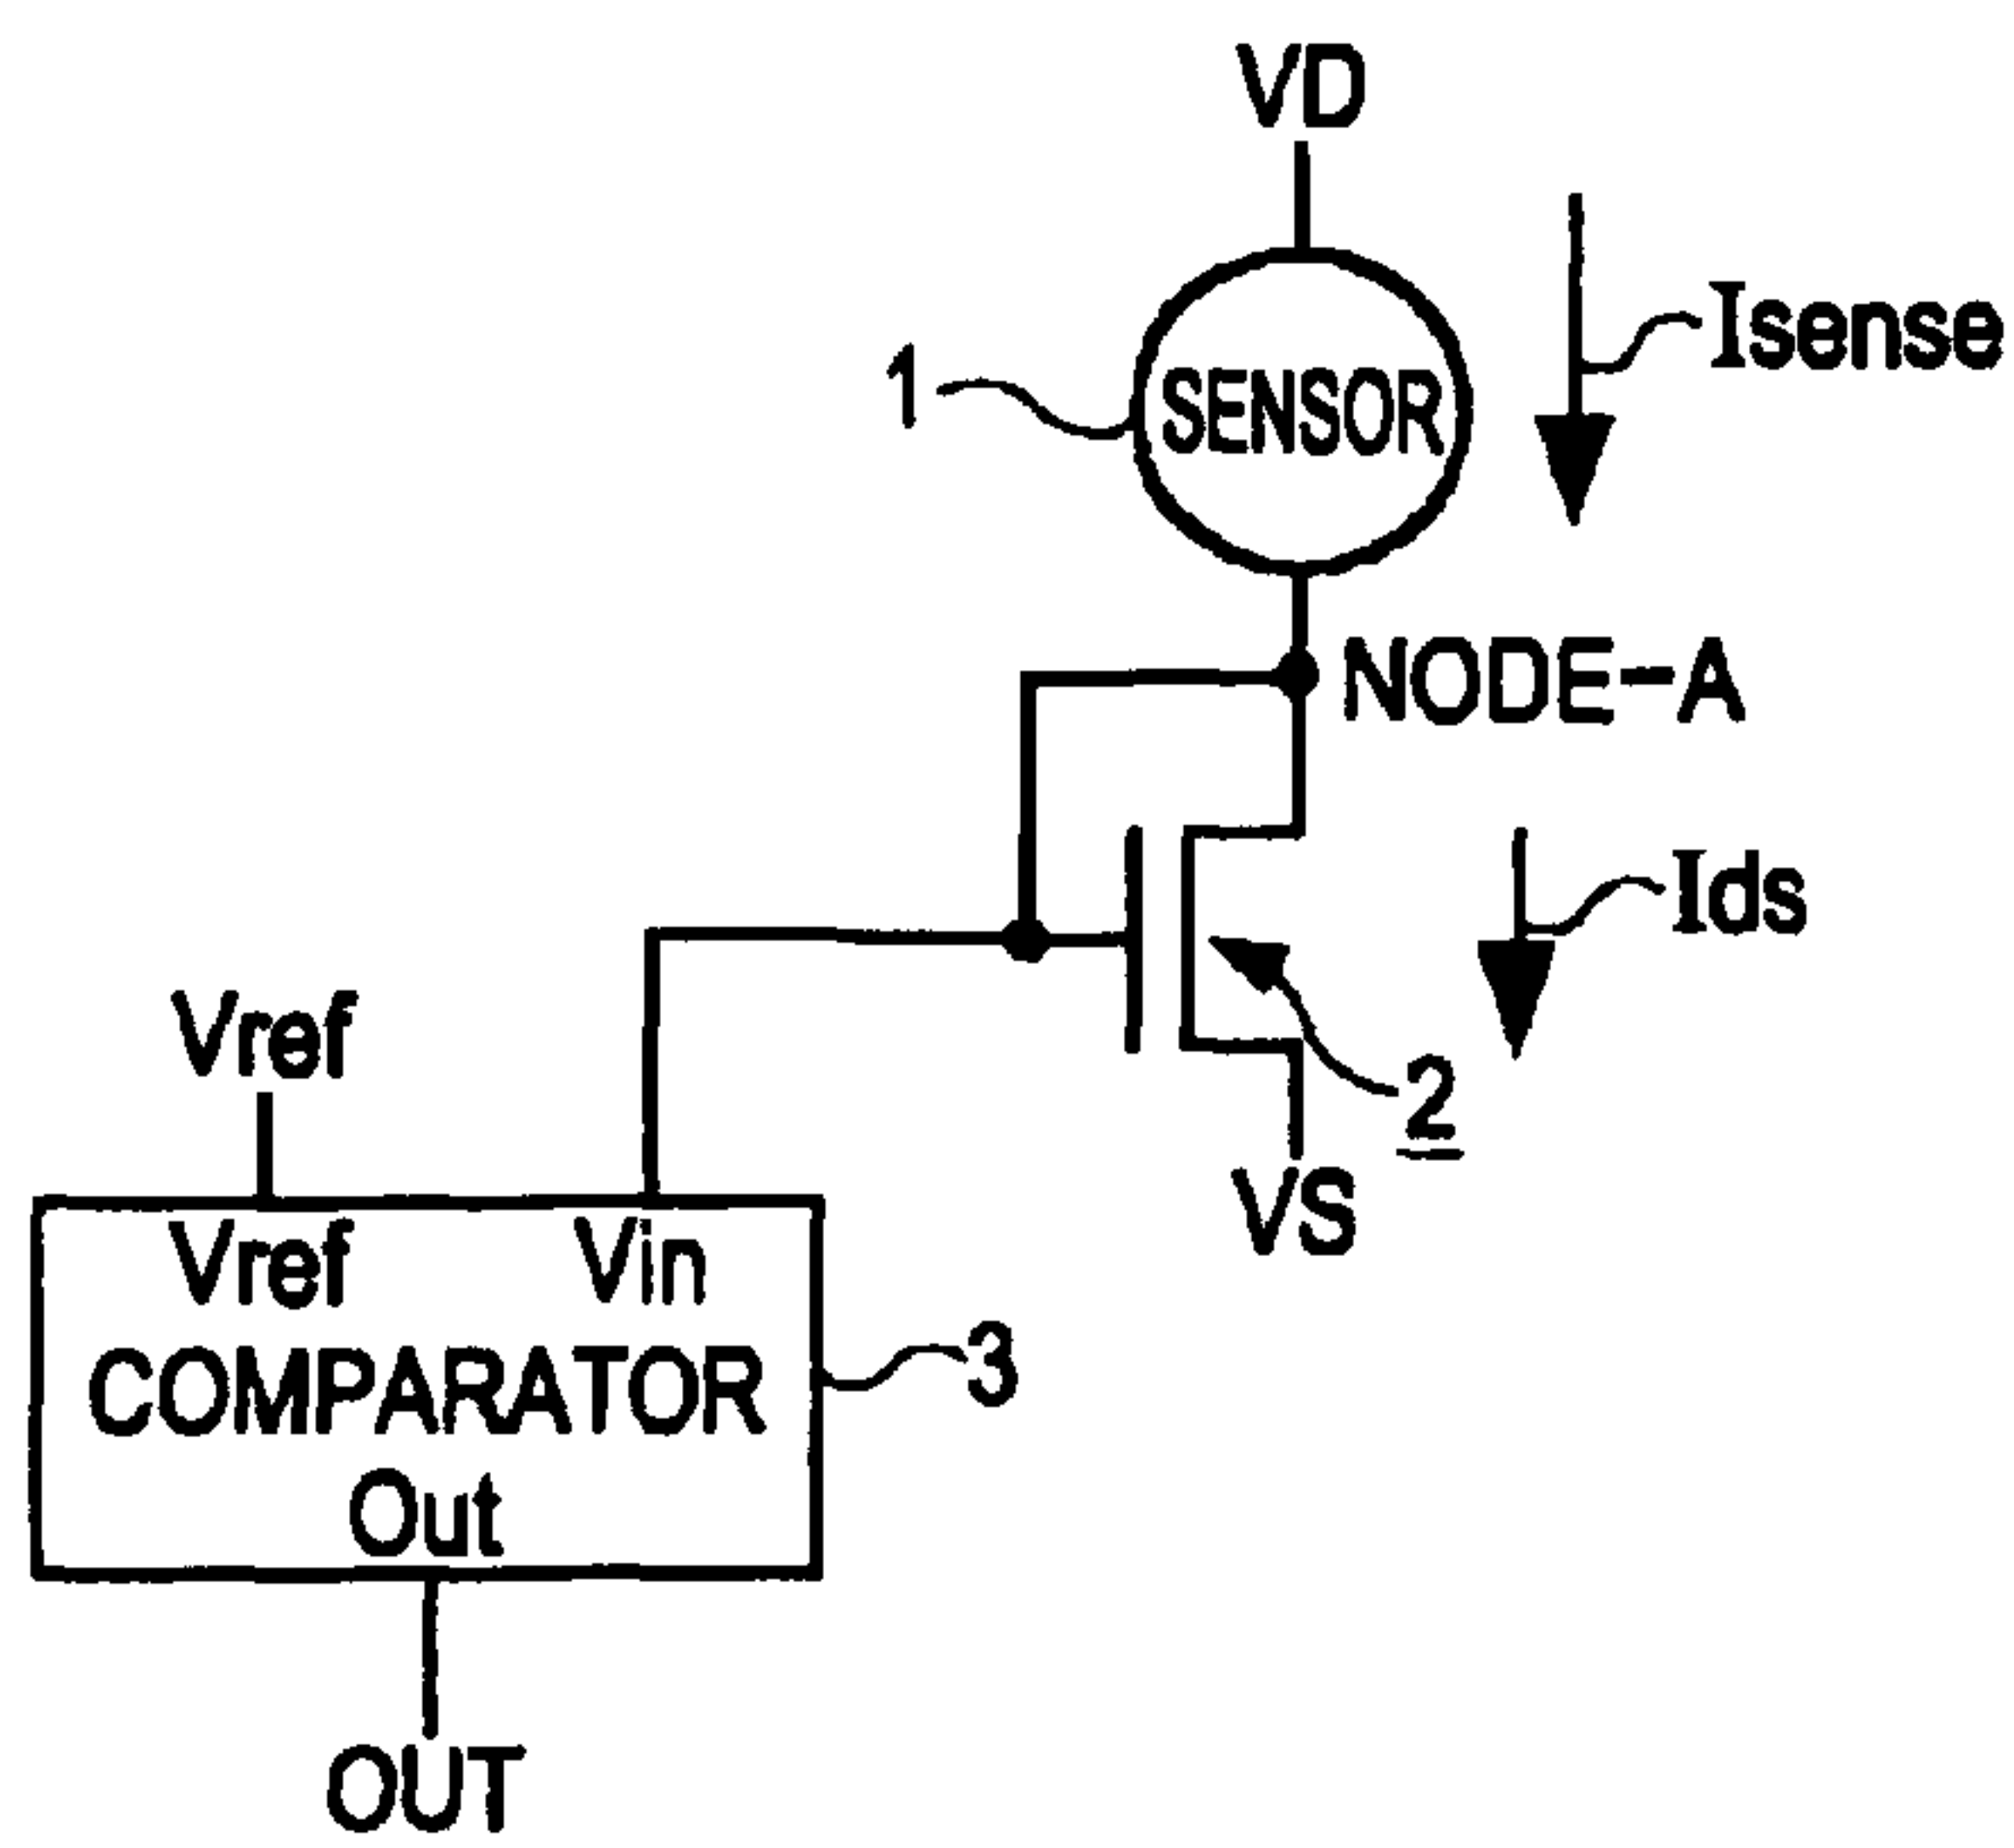 VD
Isense
1
SENSOR
NODE-A
Ids
Vref
2
VS
Vref
Vin
COMPARATOR
3
Out
OUT